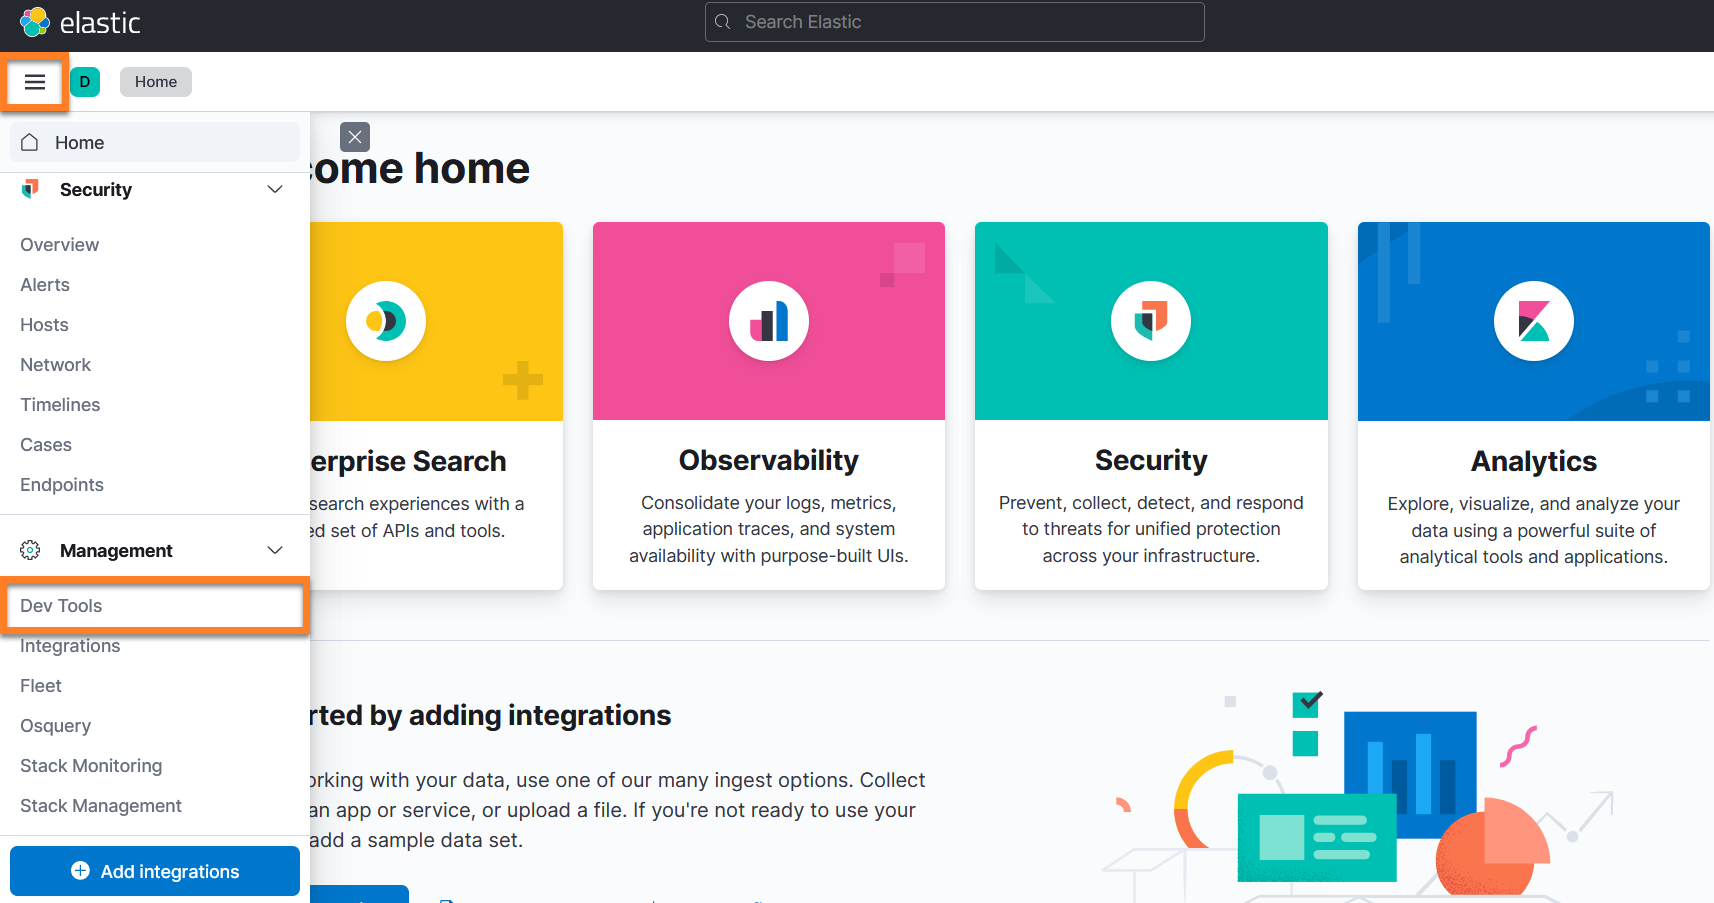 elastic
Search Elastic
D
Home
Home
Security
Overview
Alerts
Hosts
Network
Timelines
Cases
Endpoints
Management
Dev Tools
Integrations
Fleet
Osquery
Stack Monitoring
Stack Management
Add integrations
come home
erprise Search
search experiences with a
ed set of APIs and tools.
Observability
Consolidate your logs, metrics,
application traces, and system
availability with purpose-built UIs.
Security
Prevent, collect, detect, and respond
to threats for unified protection
across your infrastructure.
Analytics
Explore, visualize, and analyze your
data using a powerful suite of
analytical tools and applications.
rted by adding integrations
orking with your data, use one of our many ingest options. Collect
an app or service, or upload a file. If you're not ready to use your
add a sample data set.